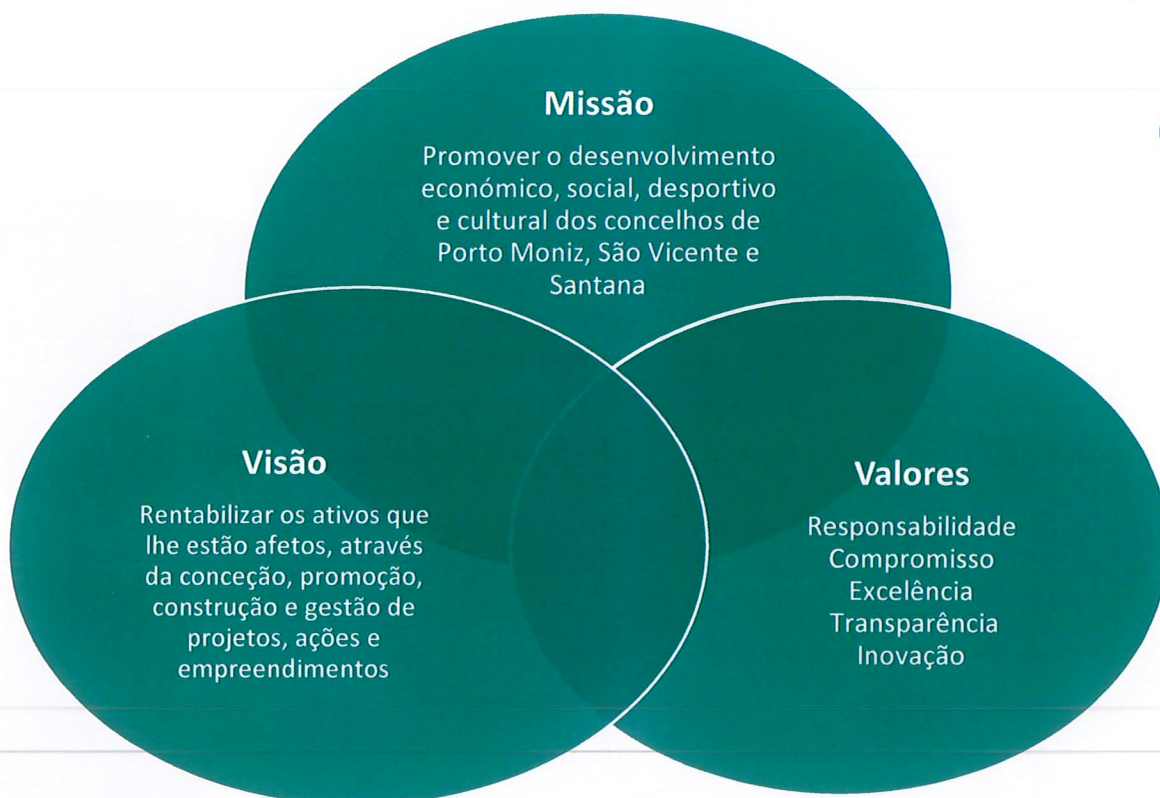 Missão
Promover o desenvolvimento
económico, social, desportivo
e cultural dos concelhos de
Porto Moniz, São Vicente e
Santana
Visão
Rentabilizar os ativos que
lhe estão afetos, através
da conceção, promoção,
construção e gestão de
projetos, ações e
empreendimentos
Valores
Responsabilidade
Compromisso
Excelência
Transparência
Inovação